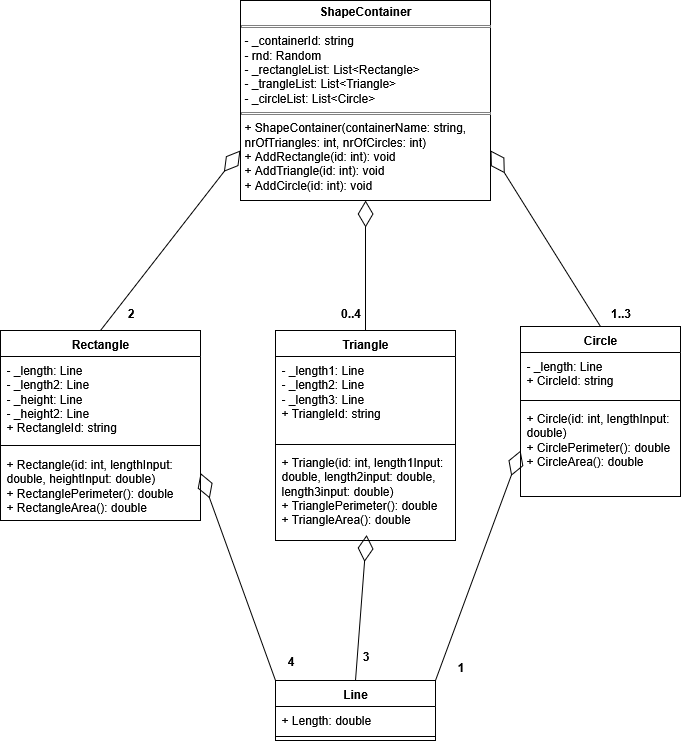 ShapeContainer
- _containerId: string
- rnd: Random
- _rectangleList: List<Rectangle>
- _trangleList: List<Triangle>
- _circleList: List<Circle>
+ ShapeContainer(containerName: string,
nrOfTriangles: int, nrOfCircles: int)
+ AddRectangle(id: int): void
+ AddTriangle(id: int): void
+ AddCircle(id: int): void
2
0..4
1..3
Rectangle
- _length: Line
- _length2: Line
- _height: Line
- _height2: Line
+ RectangleId: string
+ Rectangle(id: int, lengthInput:
double, heightInput: double)
+ RectanglePerimeter(): double
+ RectangleArea(): double
Triangle
- _length1: Line
- _length2: Line
- _length3: Line
+ TriangleId: string
+ Triangle(id: int, length1Input:
double, length2input: double,
length3input: double)
+ TrianglePerimeter(): double
+ TriangleArea(): double
Circle
- _length: Line
+ CircleId: string
+ Circle(id: int, lengthInput:
double)
+ CirclePerimeter(): double
+ CircleArea(): double
4
3
1
Line
+ Length: double